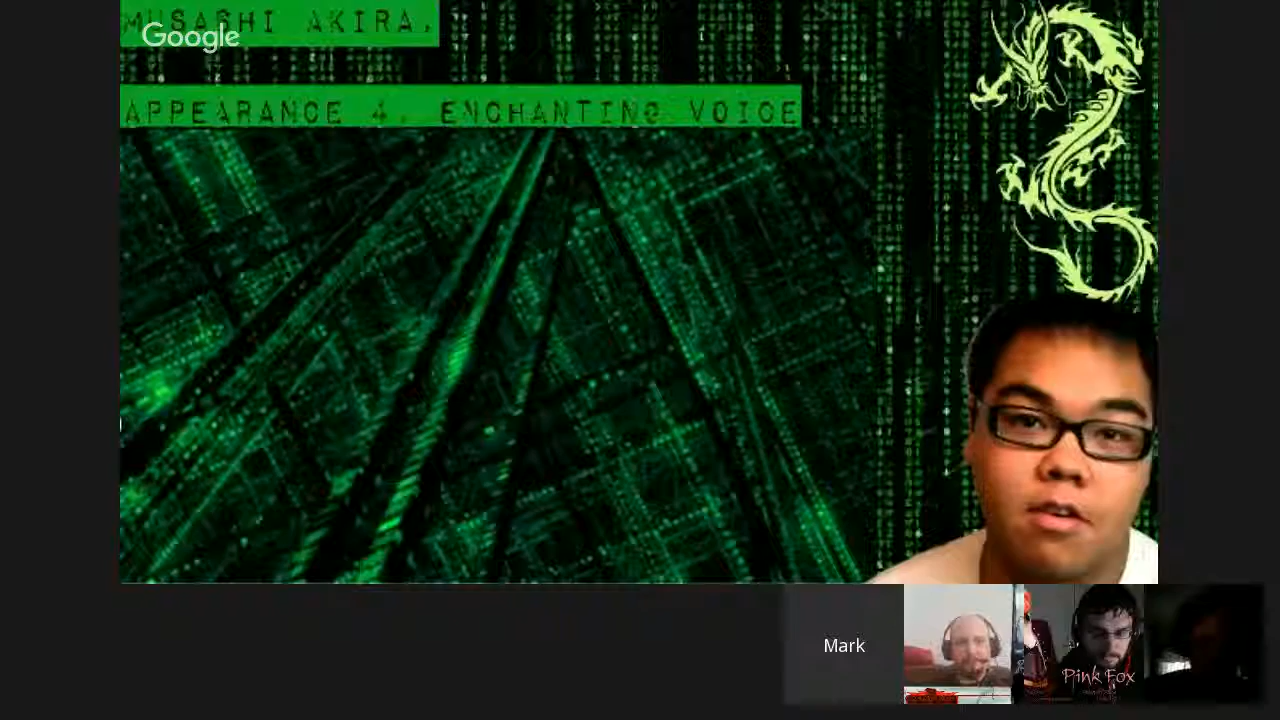 MUSASHI AKIRA.
Google
APPEARANCE 4. ENCHANTING VOICE
Mark
Pink Fox